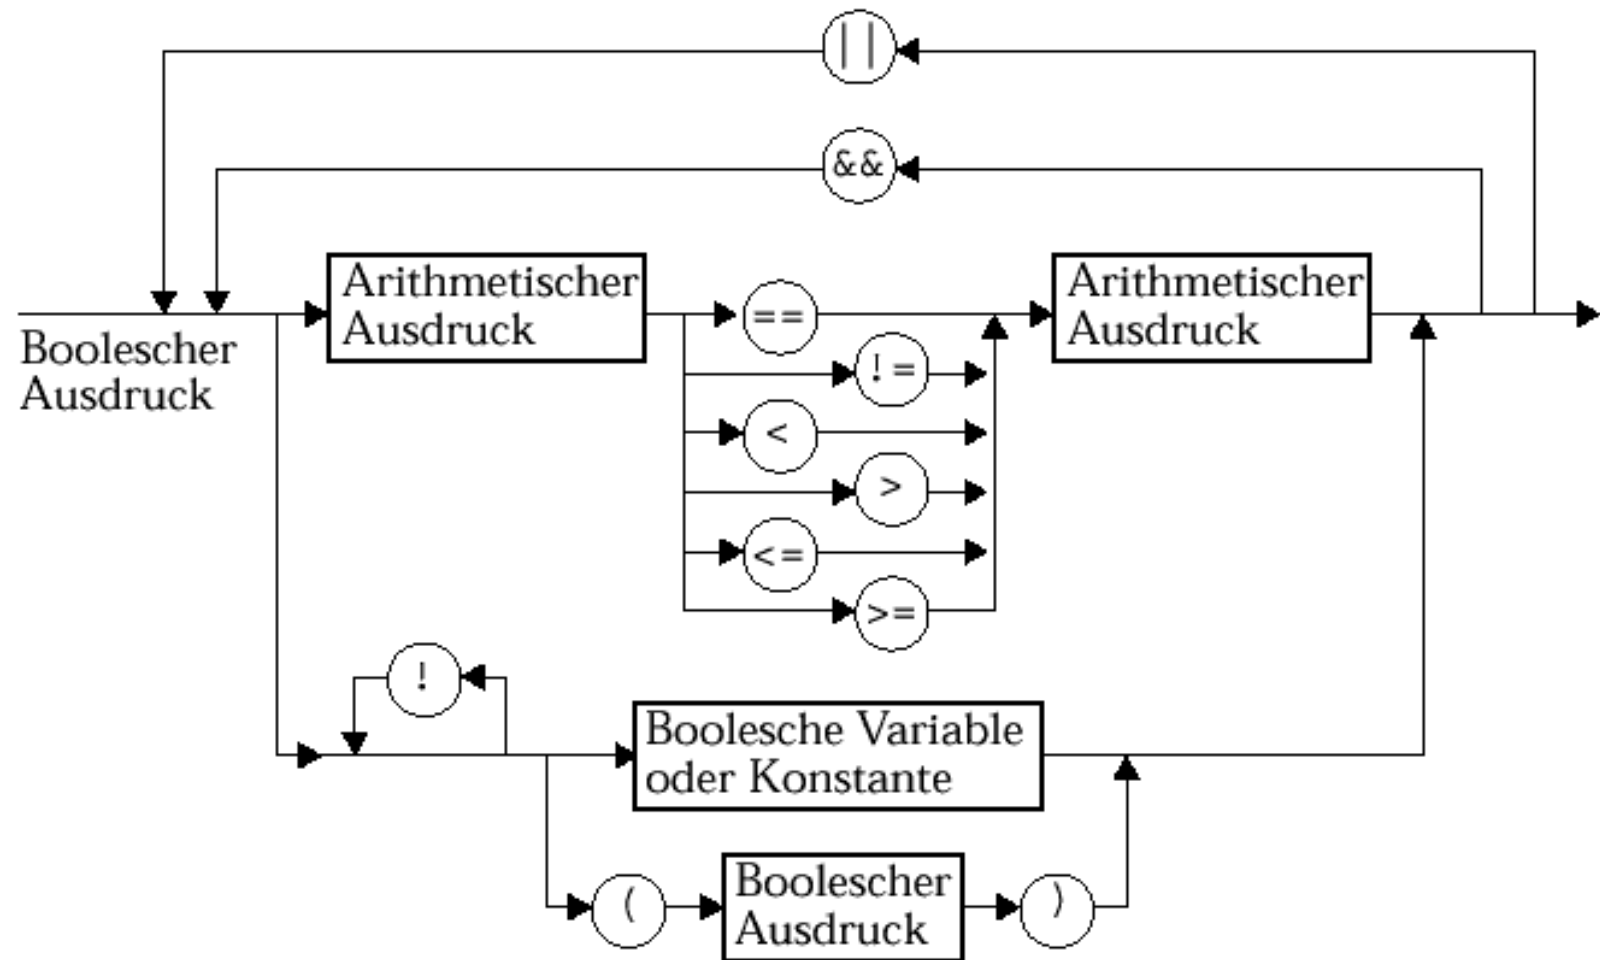 ||
&&
Arithmetischer
Ausdruck
==
Arithmetischer
Ausdruck
Boolescher
Ausdruck
!=
<
>
<=
>=
!
Boolesche Variable
oder Konstante
(
Boolescher
Ausdruck
)